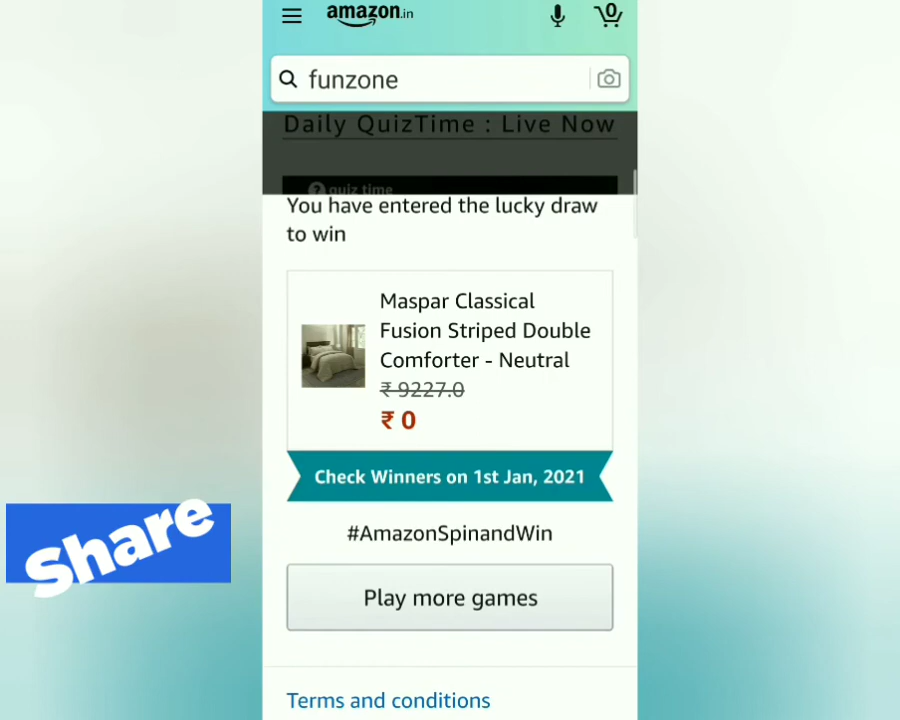 amazon.in
0
funzone
Daily QuizTime : Live Now
quiz time
You have entered the lucky draw
to win
Maspar Classical
Fusion Striped Double
Comforter - Neutral
₹ 9227.0
₹ 0
Check Winners on 1st Jan, 2021
#AmazonSpinandWin
Share
Play more games
Terms and conditions